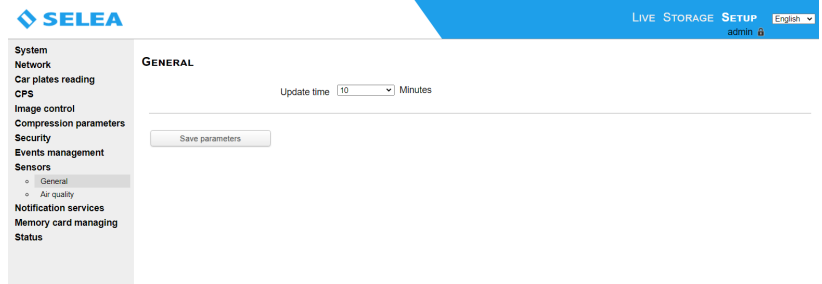 SELEA
LIVE STORAGE SETUP English
admin
System
Network
Car plates reading
CPS
Image control
Compression parameters
Security
Events management
Sensors
General
Air quality
Notification services
Memory card managing
Status
GENERAL
Update time 10 Minutes
Save parameters